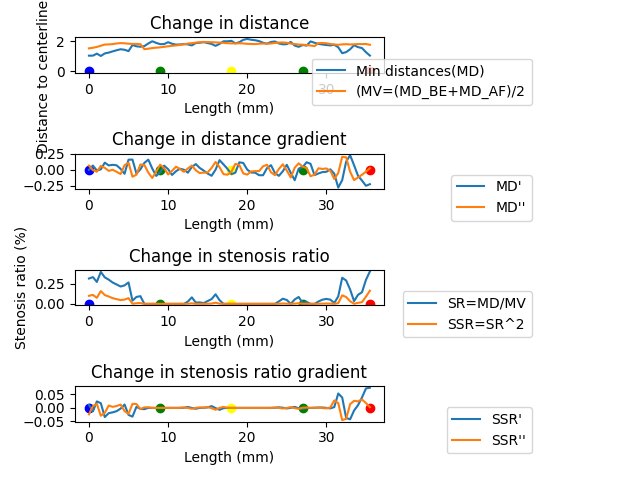 Change in distance
Distance to centerline
2
0
0
10
20
30
Length (mm)
Min distances(MD)
(MV=(MD_BE+MD_AF)/2
Change in distance gradient
0.25
0.00
−0.25
0
10
20
30
Length (mm)
MD'
MD''
Change in stenosis ratio
Stenosis ratio (%)
0.25
0.00
0
10
20
30
Length (mm)
SR=MD/MV
SSR=SR^2
Change in stenosis ratio gradient
0.05
0.00
−0.05
0
10
20
30
Length (mm)
SSR'
SSR''